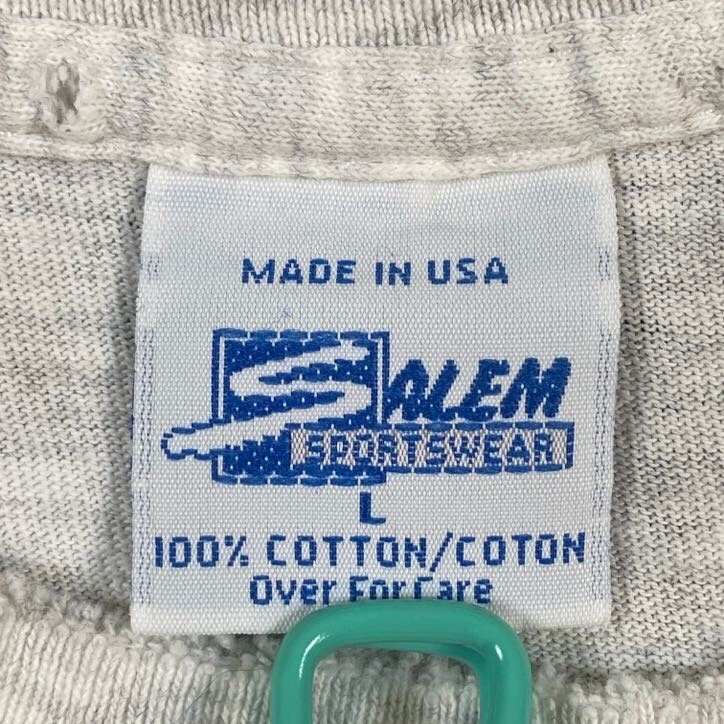 MADE IN USA
SALEM
SPORTSWEAR
L
100% COTTON/COTON
Over For Care